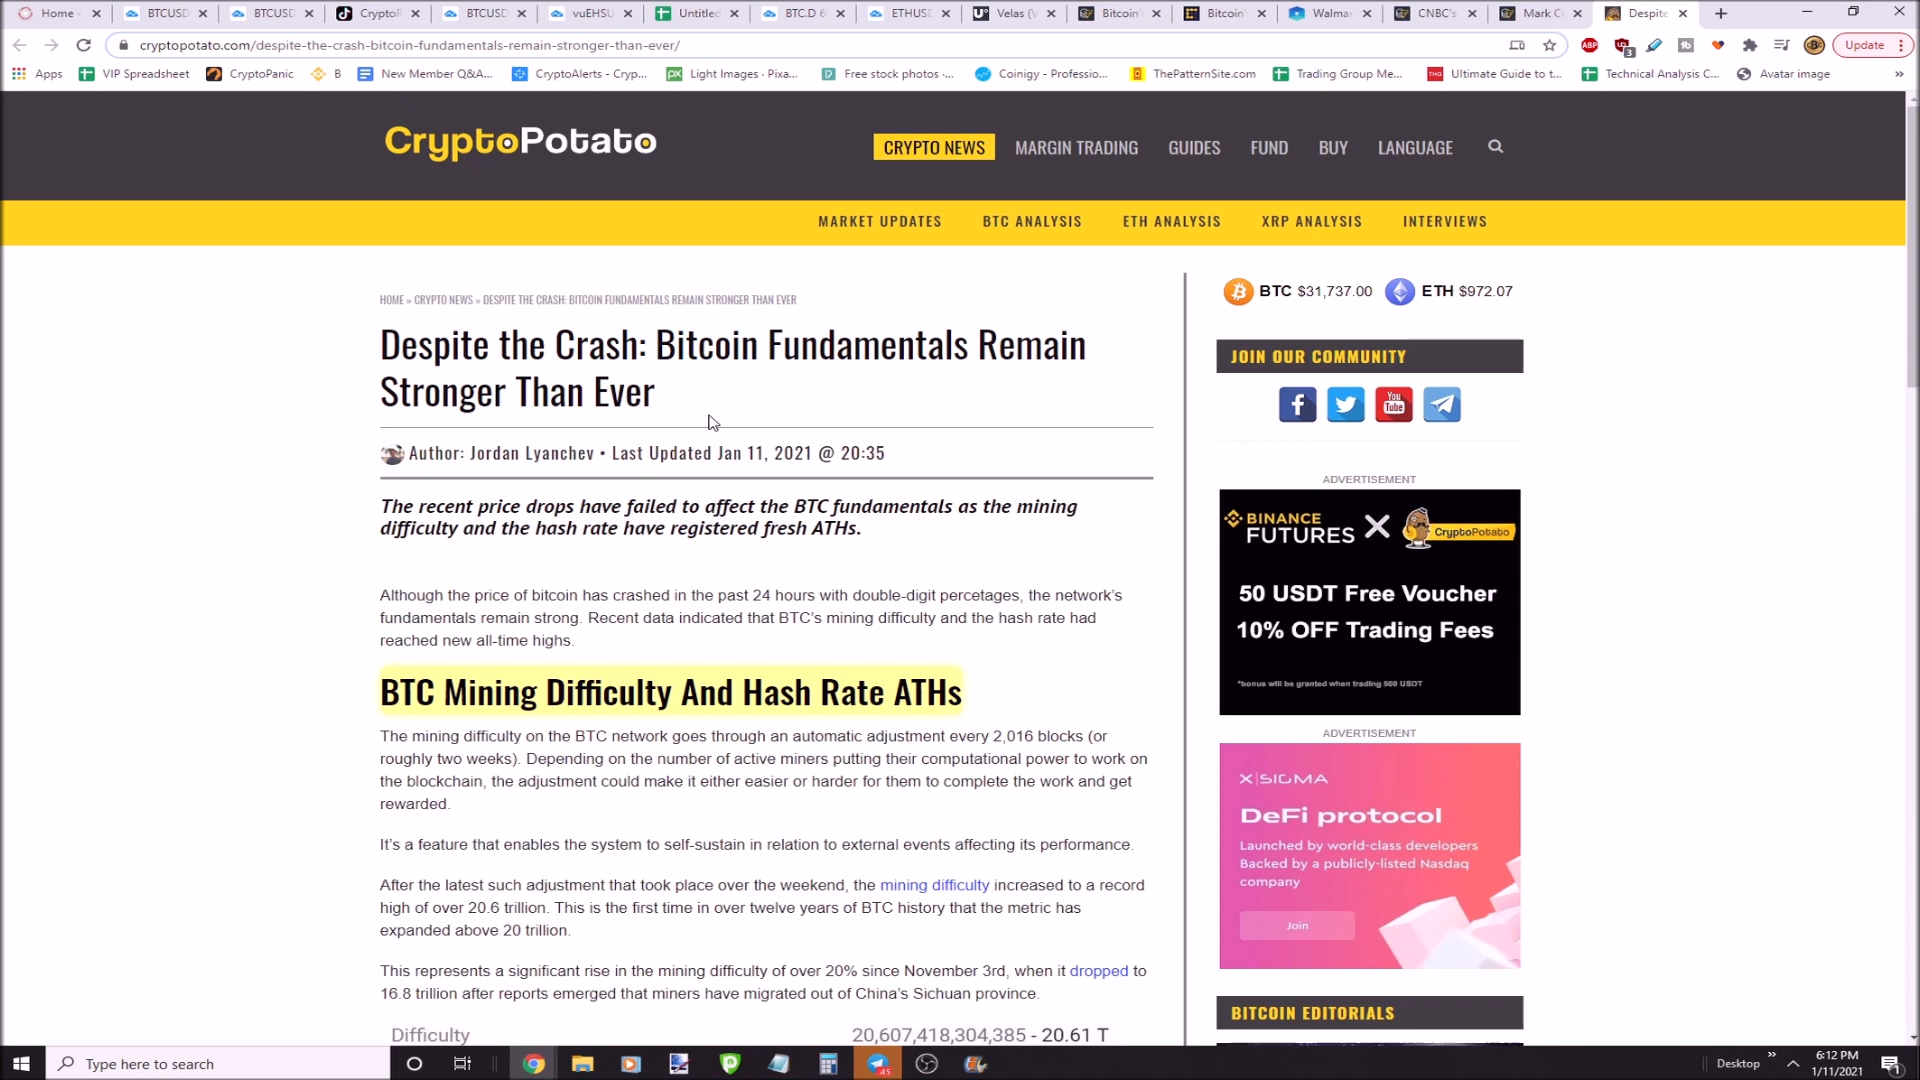 Home
BTCUSD
BTCUSD
CryptoR
BTCUSD
vuEHSU
Untitled
BTC.D 6
ETHUSD
Velas (V
Bitcoin'
Bitcoin'
Walmar
CNBC's
Mark C
Despite
cryptopotato.com/despite-the-crash-bitcoin-fundamentals-remain-stronger-than-ever/
ABP
3
Update
Apps
VIP Spreadsheet
CryptoPanic
B
New Member Q&A...
CryptoAlerts - Cryp...
Light Images · Pixa...
Free stock photos ·...
Coinigy - Professio...
ThePatternSite.com
Trading Group Me...
Ultimate Guide to t...
Technical Analysis C...
Avatar image
CryptoPotato
CRYPTO NEWS
MARGIN TRADING
GUIDES
FUND
BUY
LANGUAGE
MARKET UPDATES
BTC ANALYSIS
ETH ANALYSIS
XRP ANALYSIS
INTERVIEWS
HOME » CRYPTO NEWS » DESPITE THE CRASH: BITCOIN FUNDAMENTALS REMAIN STRONGER THAN EVER
Despite the Crash: Bitcoin Fundamentals Remain
Stronger Than Ever
Author: Jordan Lyanchev • Last Updated Jan 11, 2021 @ 20:35
The recent price drops have failed to affect the BTC fundamentals as the mining
difficulty and the hash rate have registered fresh ATHs.
Although the price of bitcoin has crashed in the past 24 hours with double-digit percetages, the network's
fundamentals remain strong. Recent data indicated that BTC's mining difficulty and the hash rate had
reached new all-time highs.
BTC Mining Difficulty And Hash Rate ATHs
The mining difficulty on the BTC network goes through an automatic adjustment every 2,016 blocks (or
roughly two weeks). Depending on the number of active miners putting their computational power to work on
the blockchain, the adjustment could make it either easier or harder for them to complete the work and get
rewarded.
It's a feature that enables the system to self-sustain in relation to external events affecting its performance.
After the latest such adjustment that took place over the weekend, the mining difficulty increased to a record
high of over 20.6 trillion. This is the first time in over twelve years of BTC history that the metric has
expanded above 20 trillion.
This represents a significant rise in the mining difficulty of over 20% since November 3rd, when it dropped to
16.8 trillion after reports emerged that miners have migrated out of China's Sichuan province.
Difficulty
20,607,418,304,385 - 20.61 T
BTC $31,737.00
ETH $972.07
JOIN OUR COMMUNITY
You
Tube
ADVERTISEMENT
BINANCE
FUTURES
CryptoPotato
50 USDT Free Voucher
10% OFF Trading Fees
*bonus will be granted when trading 500 USDT
ADVERTISEMENT
X|SIGMA
DeFi protocol
Launched by world-class developers
Backed by a publicly-listed Nasdaq
company
Join
BITCOIN EDITORIALS
Type here to search
45
Desktop
6:12 PM
1/11/2021
1